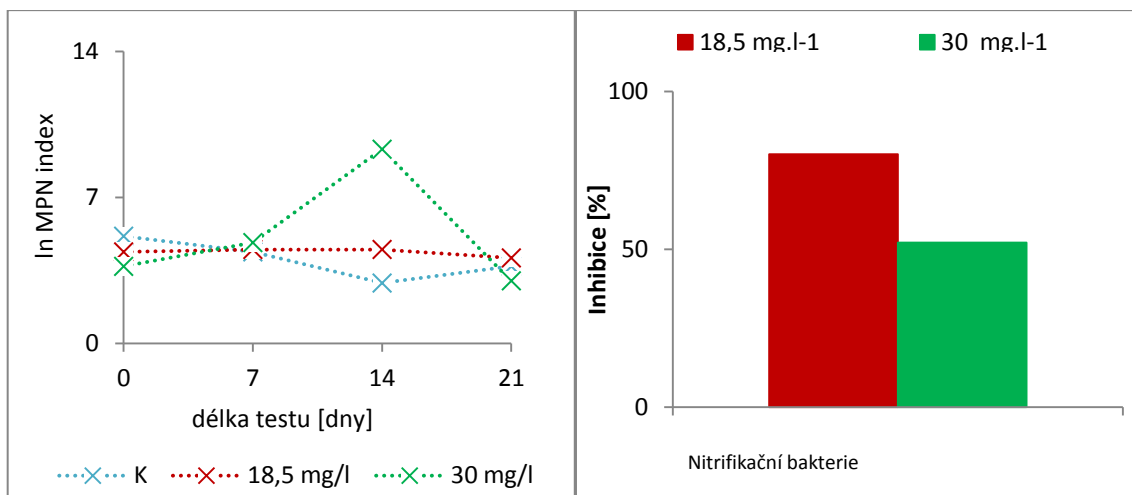 14
7
0
ln MPN index
0 7 14 21
délka testu [dny]
K 18,5 mg/l 30 mg/l
18,5 mg.l-1 30 mg.l-1
100
50
0
Inhibice [%]
Nitrifikační bakterie